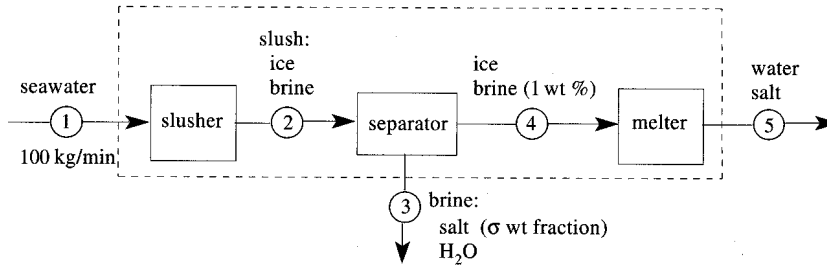 slush:
ice
brine
seawater
1
100 kg/min
slusher
2
separator
ice
brine (1 wt %)
4
melter
water
salt
5
3
brine:
salt (σ wt fraction)
H₂O